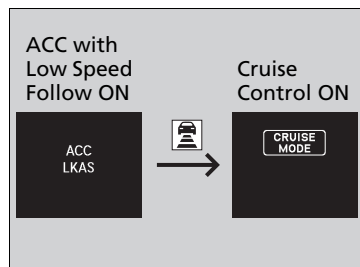 ACC with
Low Speed
Follow ON
Cruise
Control ON
ACC
LKAS
CRUISE
MODE